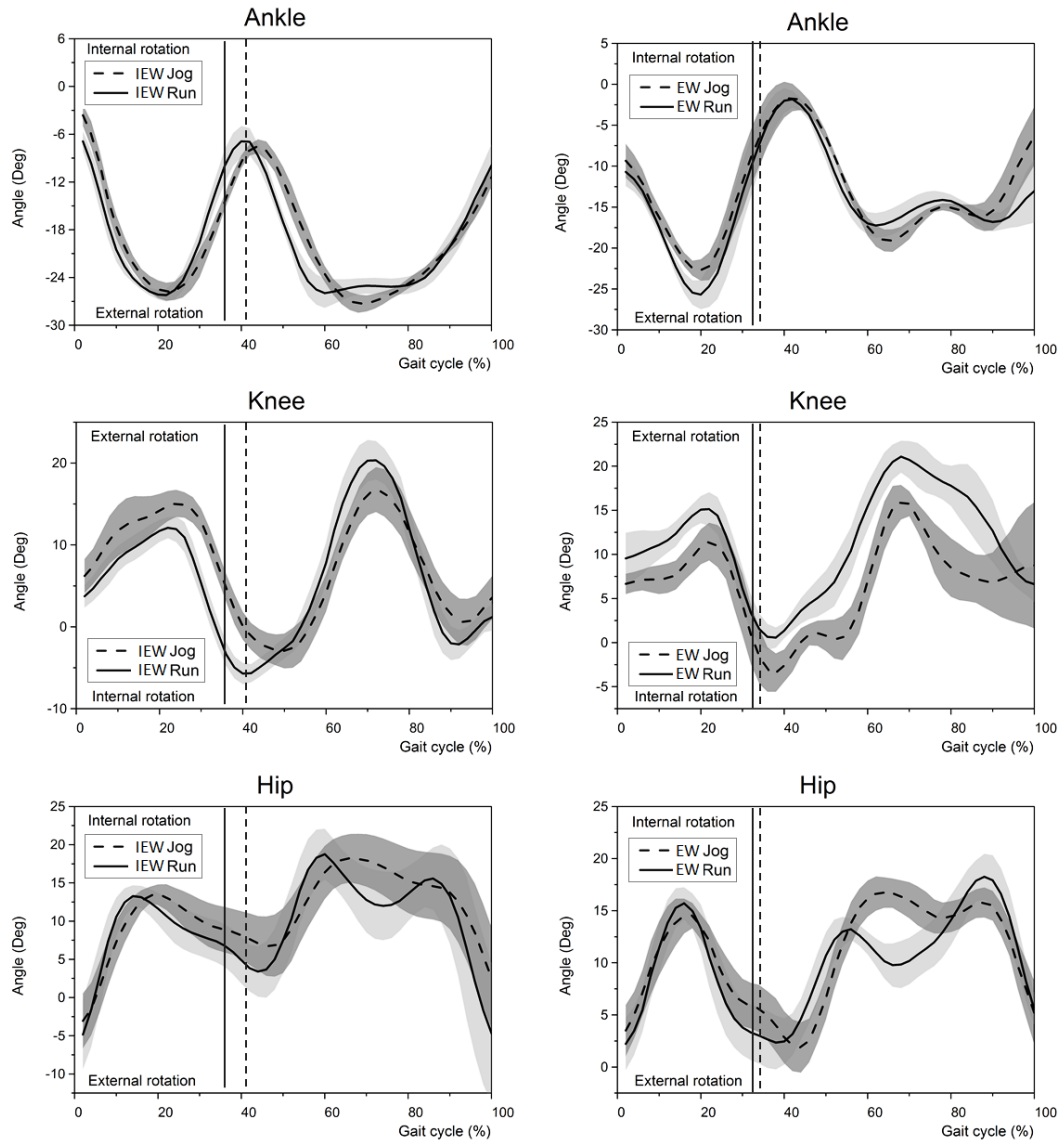 Ankle
Internal rotation
IEW Jog
IEW Run
External rotation
Angle (Deg)
6
0
-6
-12
-18
-24
-30
0
20
40
60
80
100
Gait cycle (%)
Ankle
Internal rotation
EW Jog
EW Run
External rotation
Angle (Deg)
5
0
-5
-10
-15
-20
-25
-30
0
20
40
60
80
100
Gait cycle (%)
Knee
External rotation
IEW Jog
IEW Run
Internal rotation
Angle (Deg)
20
10
0
-10
0
20
40
60
80
100
Gait cycle (%)
Knee
External rotation
EW Jog
EW Run
Internal rotation
Angle (Deg)
25
20
15
10
5
0
-5
0
20
40
60
80
100
Gait cycle (%)
Hip
Internal rotation
IEW Jog
IEW Run
External rotation
Angle (Deg)
25
20
15
10
5
0
-5
-10
0
20
40
60
80
100
Gait cycle (%)
Hip
Internal rotation
EW Jog
EW Run
External rotation
Angle (Deg)
25
20
15
10
5
0
0
20
40
60
80
100
Gait cycle (%)